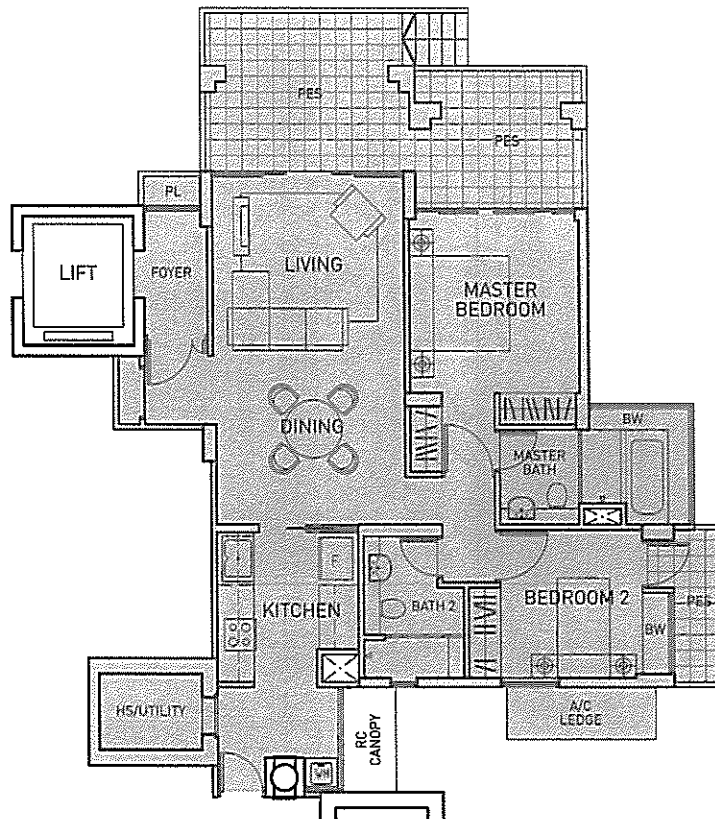 PES
PES
PL
LIFT
FOYER
LIVING
MASTER
BEDROOM
DINING
BW
MASTER
BATH
F
KITCHEN
BATH 2
BEDROOM 2
PES
BW
HS/UTILITY
A/C
LEDGE
RC
CANOPY
WM